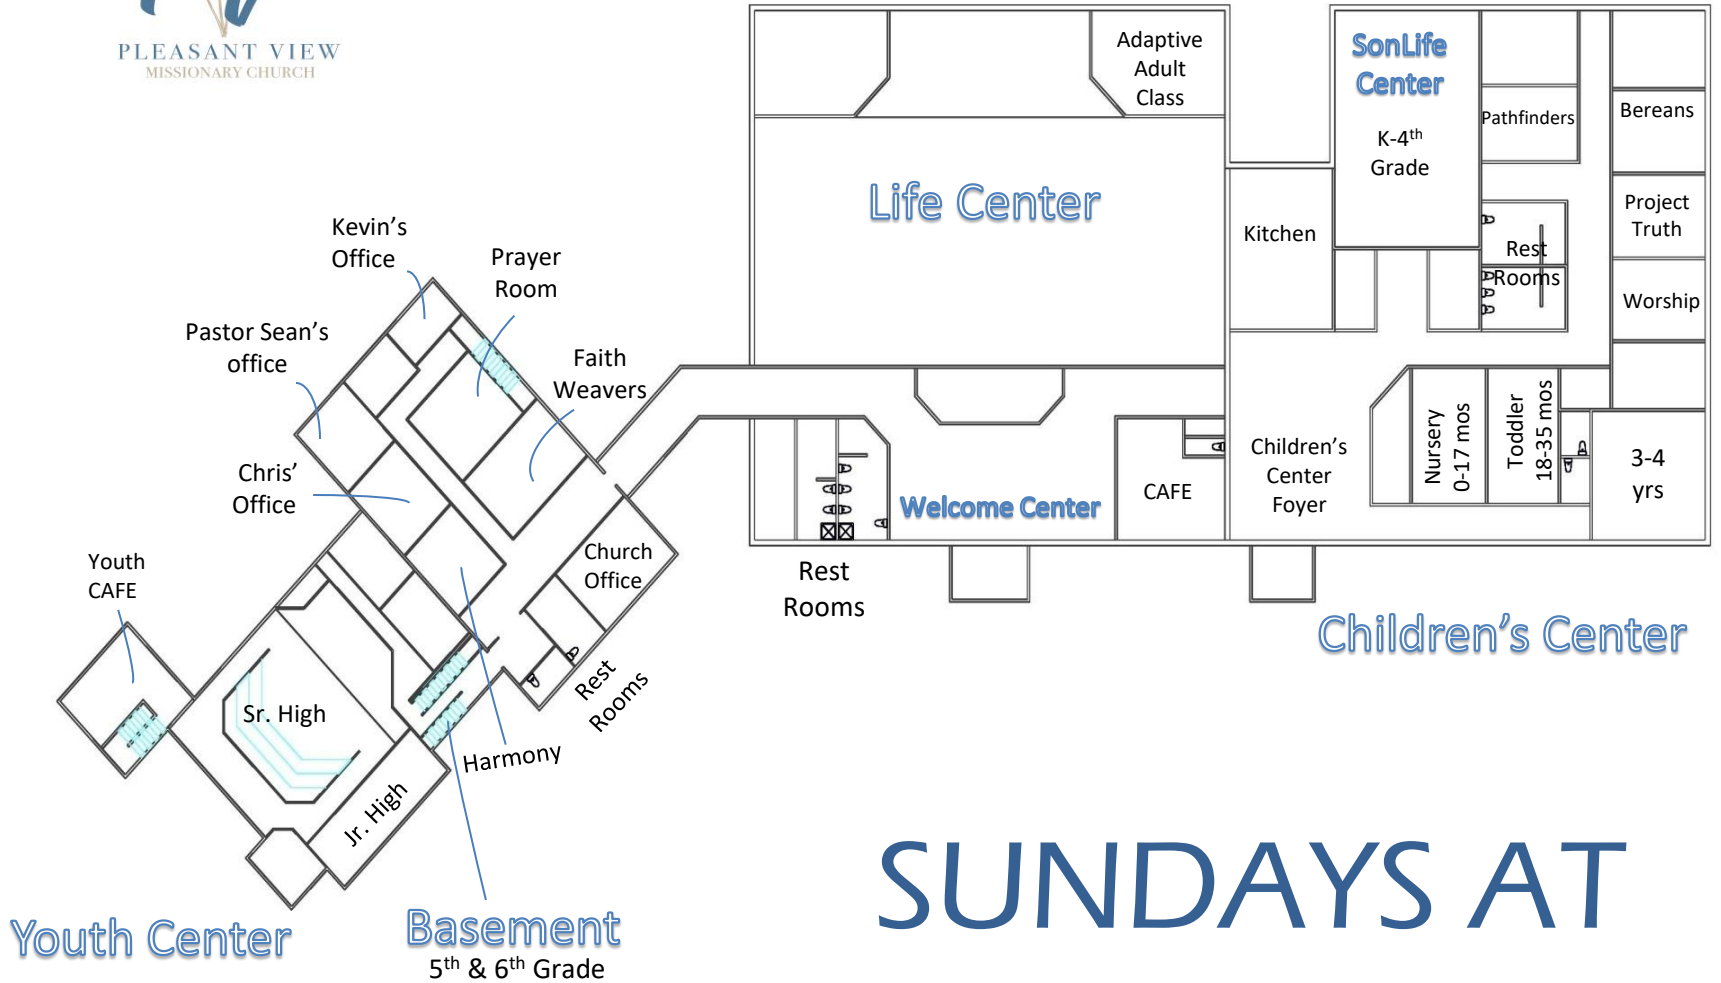 PLEASANT VIEW
MISSIONARY CHURCH
Adaptive
Adult
Class
SonLife
Center
K-4th
Grade
Pathfinders
Bereans
Project
Truth
Worship
Life Center
Kitchen
Rest
Rooms
Kevin's
Office
Prayer
Room
Pastor Sean's
office
Faith
Weavers
Chris'
Office
Nursery
0-17 mos
Toddler
18-35 mos
3-4
yrs
Children's
Center
Foyer
CAFE
Welcome Center
Rest
Rooms
Church
Office
Youth
CAFE
Children's Center
Rest
Rooms
Sr. High
Harmony
Jr. High
SUNDAYS AT
Youth Center
Basement
5th & 6th Grade